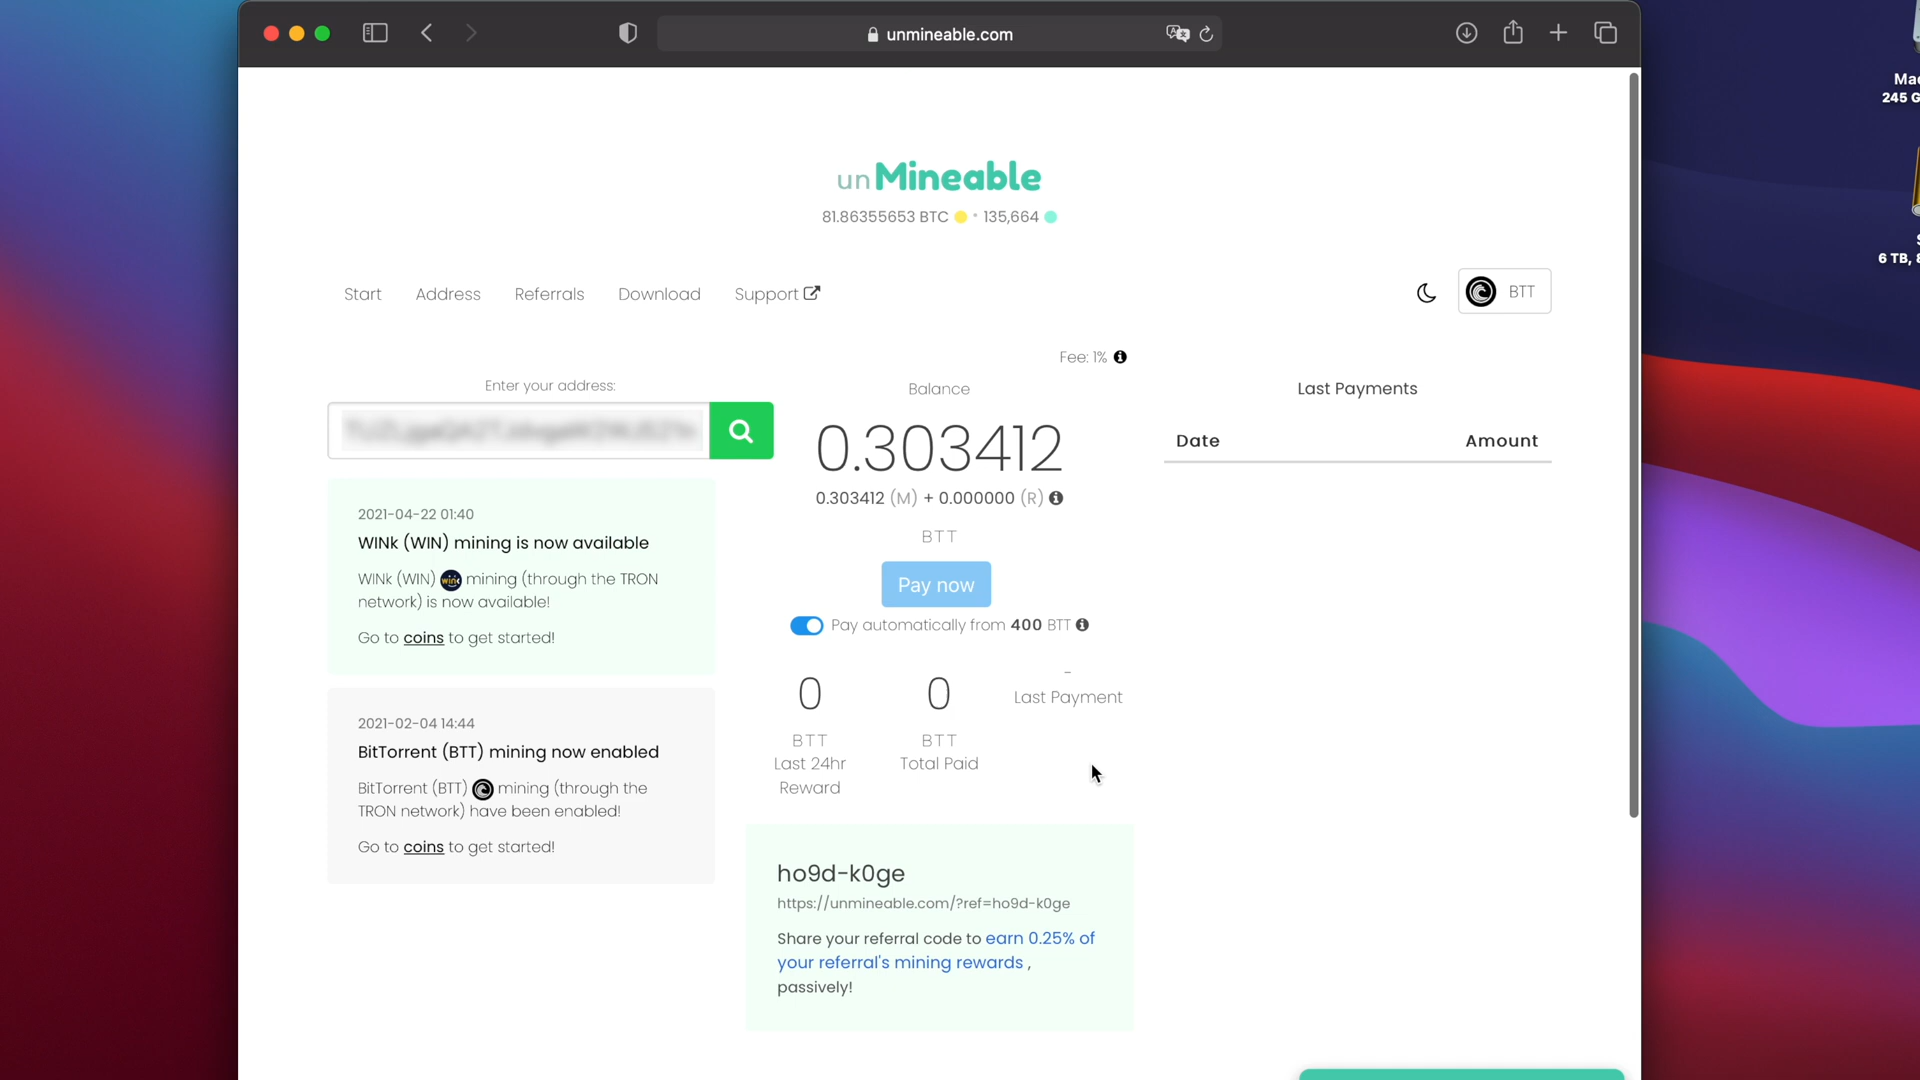 unmineable.com
Mac
245 G
6 TB, 8
unMineable
81.86355653 BTC • 135,664
Start Address Referrals Download Support BTT
Fee: 1%
Enter your address:
Balance
Last Payments
0.303412
Date Amount
0.303412 (M) + 0.000000 (R)
BTT
Pay now
Pay automatically from 400 BTT
2021-04-22 01:40
WINk (WIN) mining is now available
WINk (WIN) win mining (through the TRON
network) is now available!
Go to coins to get started!
0
BTT
Last 24hr
Reward
0
BTT
Total Paid
-
Last Payment
2021-02-04 14:44
BitTorrent (BTT) mining now enabled
BitTorrent (BTT) mining (through the
TRON network) have been enabled!
Go to coins to get started!
ho9d-k0ge
https://unmineable.com/?ref=ho9d-k0ge
Share your referral code to earn 0.25% of
your referral's mining rewards ,
passively!